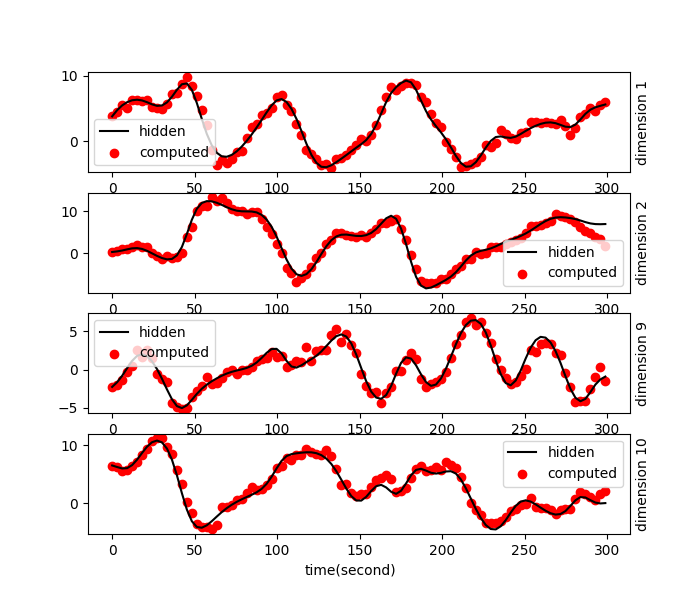 10
0
hidden
computed
dimension 1
0 50 100 150 200 250 300
10
0
hidden
computed
dimension 2
0 50 100 150 200 250 300
5
0
−5
hidden
computed
dimension 9
0 50 100 150 200 250 300
10
0
hidden
computed
dimension 10
0 50 100 150 200 250 300
time(second)